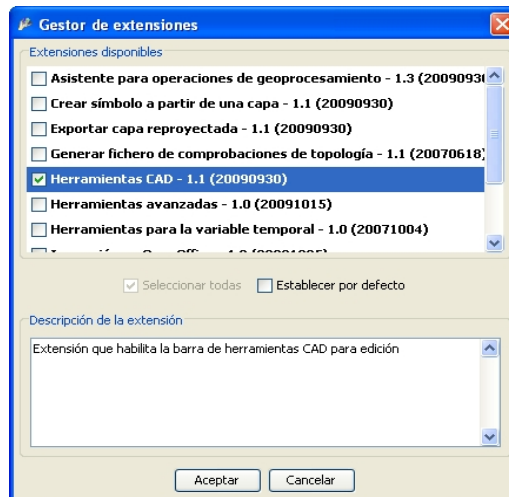 Gestor de extensiones
Extensiones disponibles
Asistente para operaciones de geoprocesamiento - 1.3 (20090930
Crear símbolo a partir de una capa - 1.1 (20090930)
Exportar capa reproyectada - 1.1 (20090930)
Generar fichero de comprobaciones de topología - 1.1 (20070618)
Herramientas CAD - 1.1 (20090930)
Herramientas avanzadas - 1.0 (20091015)
Herramientas para la variable temporal - 1.0 (20071004)
Seleccionar todas Establecer por defecto
Descripción de la extensión
Extensión que habilita la barra de herramientas CAD para edición
Aceptar Cancelar